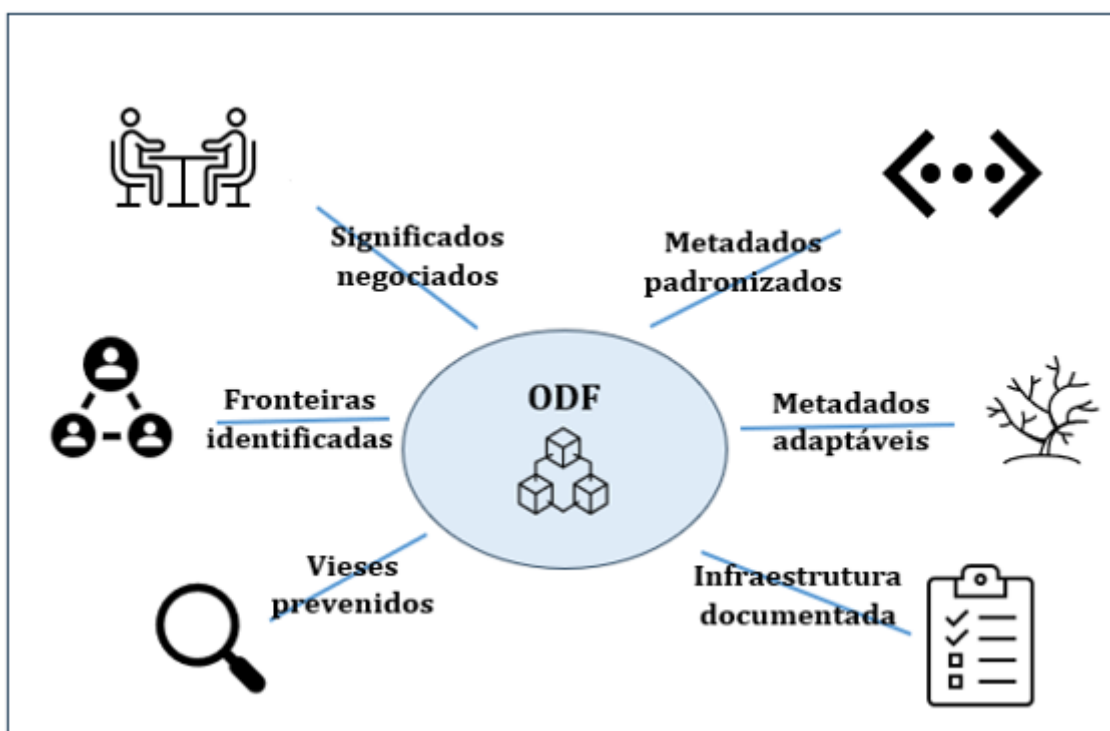 Significados
negociados
Metadados
padronizados
Fronteiras
identificadas
ODF
Metadados
adaptáveis
Vieses
prevenidos
Infraestrutura
documentada